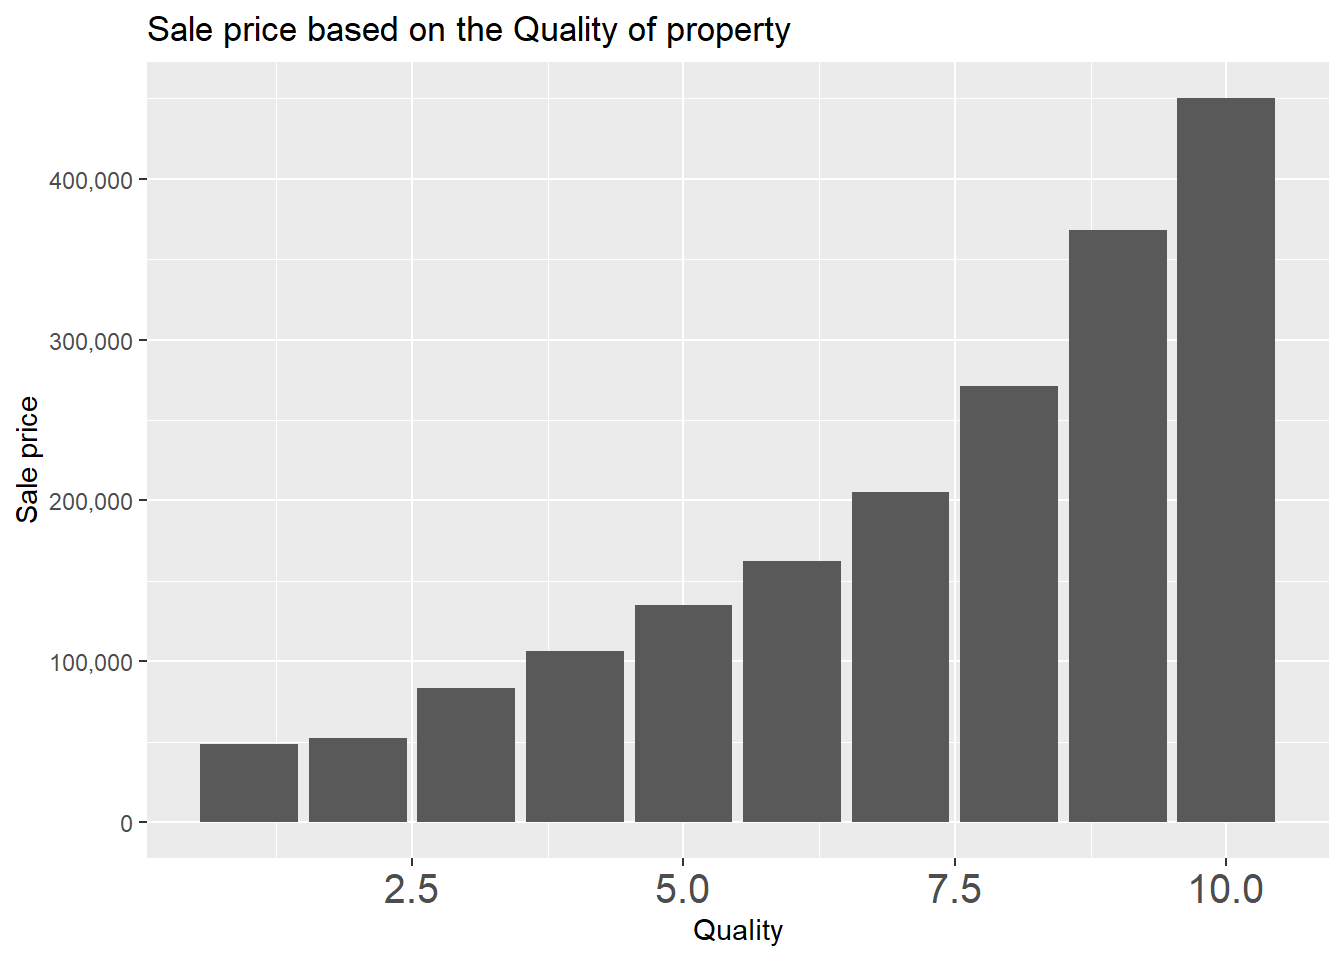 Sale price based on the Quality of property
400,000
300,000
200,000
100,000
0
Sale price
2.5 5.0 7.5 10.0
Quality